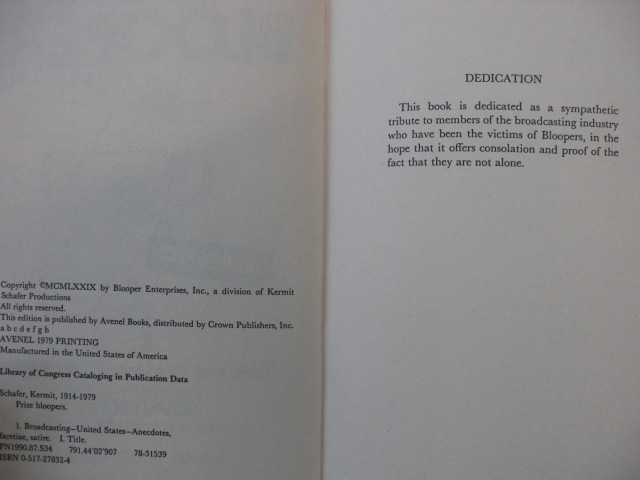 Copyright ©MCMLXXIX by Blooper Enterprises, Inc., a division of Kermit
Schafer Productions
All rights reserved.
This edition is published by Avenel Books, distributed by Crown Publishers, Inc.
a b c d e f g h
AVENEL 1979 PRINTING
Manufactured in the United States of America
Library of Congress Cataloging in Publication Data
Schafer, Kermit, 1914-1979
Prize bloopers.
1. Broadcasting—United States—Anecdotes,
facetiae, satire. I. Title.
PN1990.87.S34 791.44'02'907 78-31539
ISBN 0-517-27832-4
DEDICATION
This book is dedicated as a sympathetic
tribute to members of the broadcasting industry
who have been the victims of Bloopers, in the
hope that it offers consolation and proof of the
fact that they are not alone.